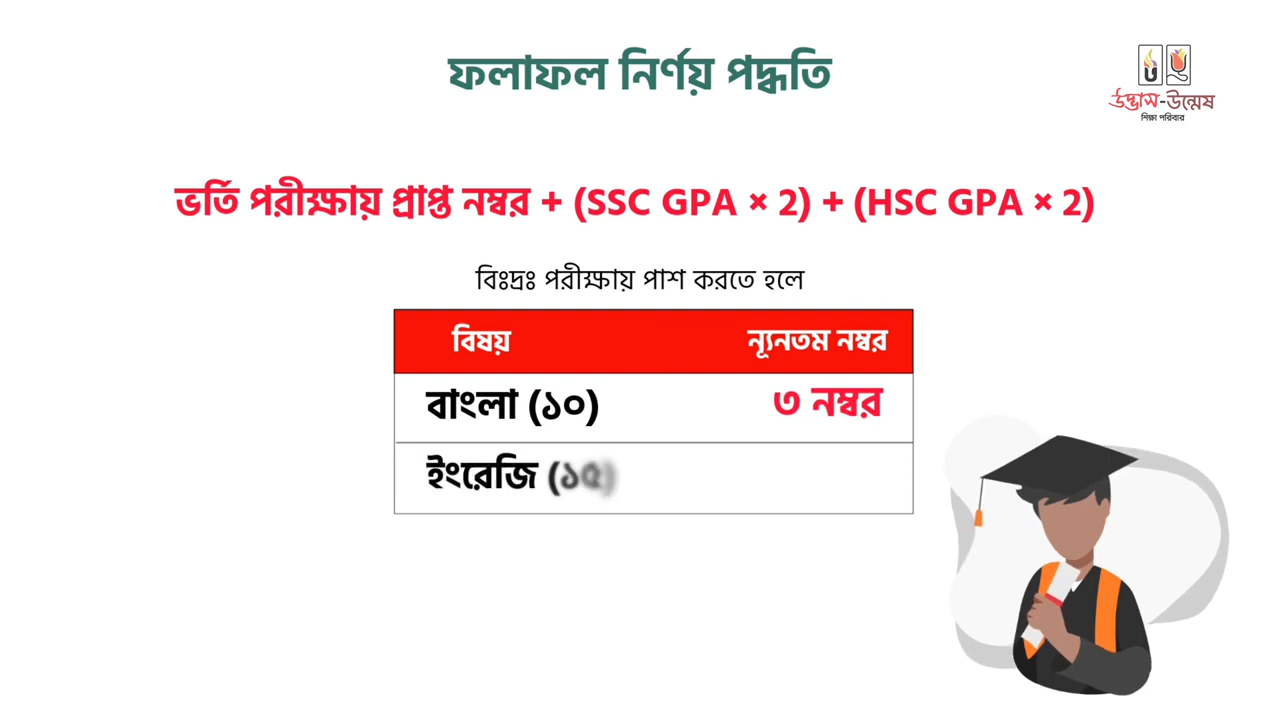 ফলাফল নির্ণয় পদ্ধতি
উদ্ভাস-উন্মেষ
শিক্ষা পরিবার
ভর্তি পরীক্ষায় প্রাপ্ত নম্বর + (SSC GPA × 2) + (HSC GPA × 2)
বিঃদ্রঃ পরীক্ষায় পাশ করতে হলে
বিষয় ন্যূনতম নম্বর
বাংলা (১০) ৩ নম্বর
ইংরেজি (১৫)